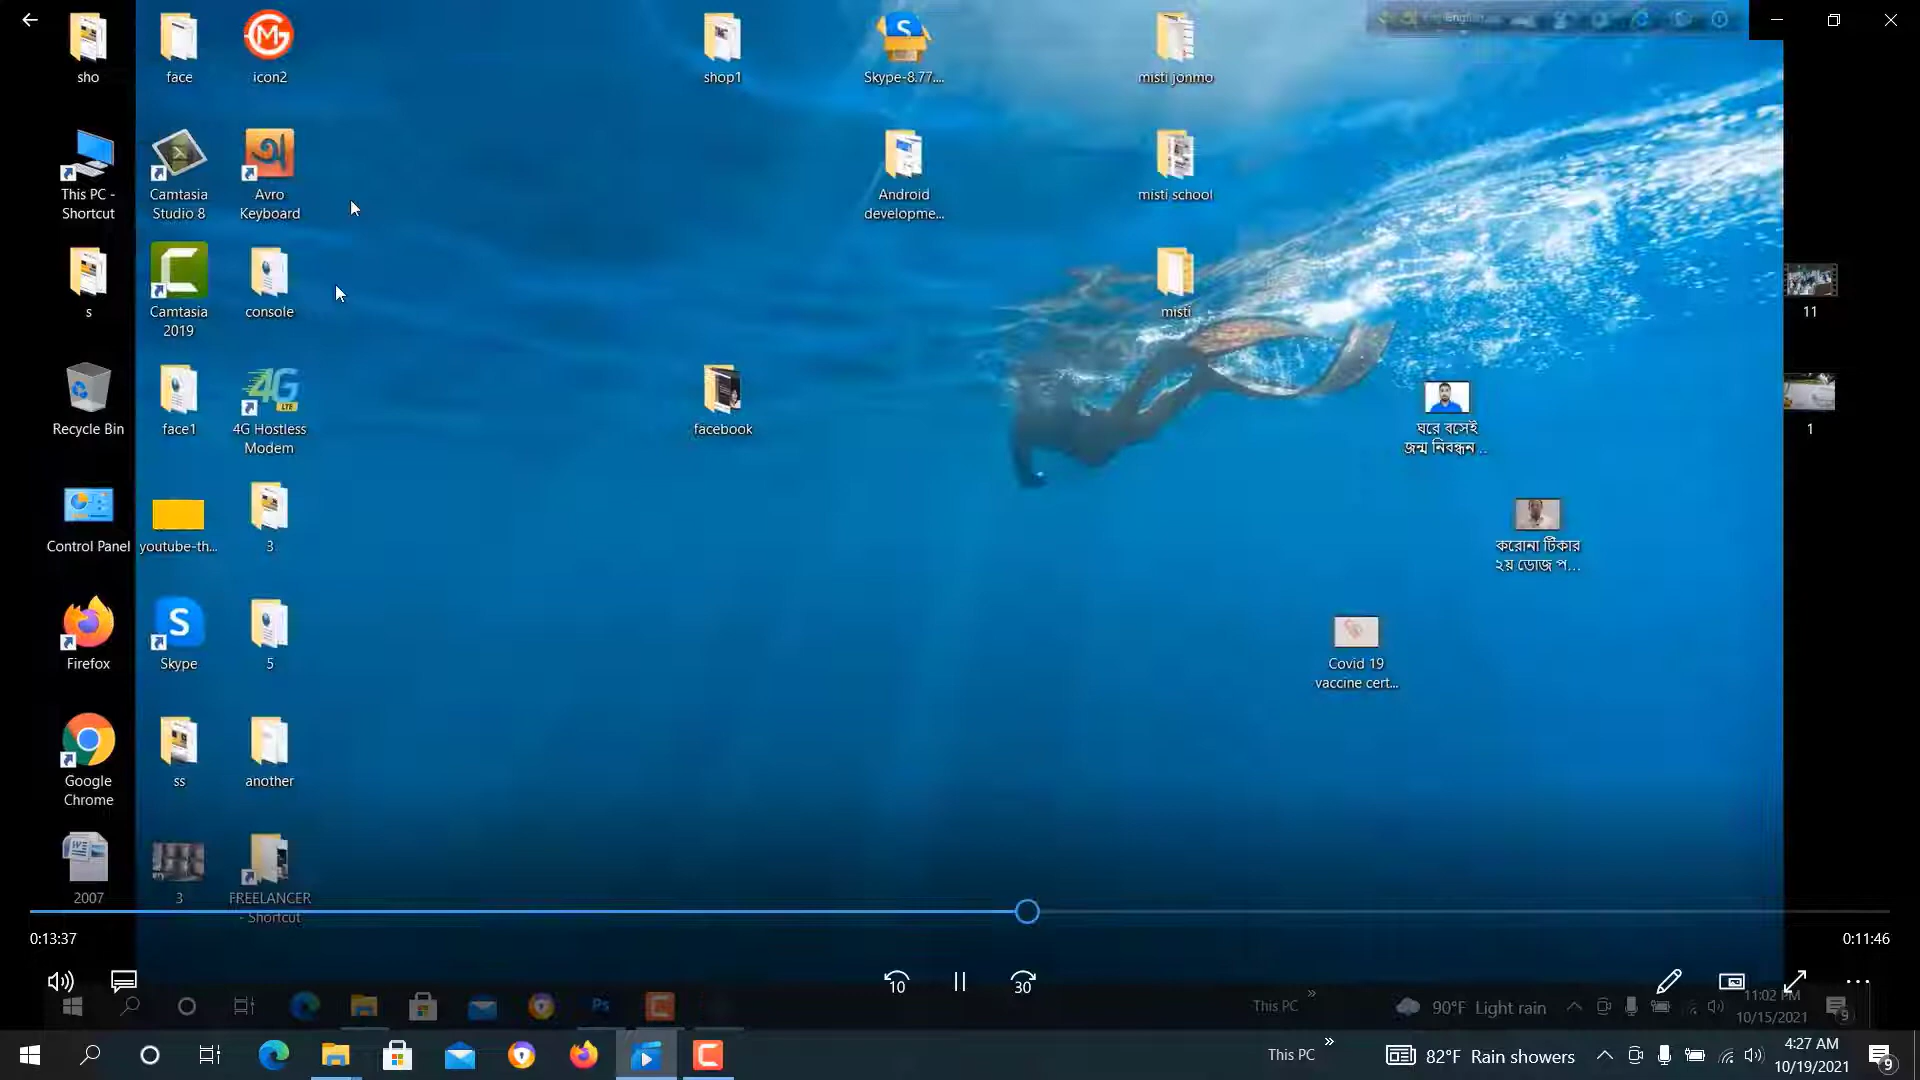 sho
face
icon2
shop1
Skype-8.77....
misti jonmo
This PC -
Shortcut
Camtasia
Studio 8
Avro
Keyboard
Android
developme...
misti school
s
Camtasia
2019
console
misti
11
Recycle Bin
face1
4G Hostless
Modem
facebook
ঘরে বসেই
জন্ম নিবন্ধন ..
1
Control Panel
youtube-th...
3
করোনা টিকার
২য় ডোজ প...
Firefox
Skype
5
Covid 19
vaccine cert...
Google
Chrome
ss
another
2007
3
FREELANCER
- Shortcut
0:13:37
0:11:46
10
30
This PC
90°F Light rain
11:02 PM
10/15/2021
9
This PC
82°F Rain showers
4:27 AM
10/19/2021
9